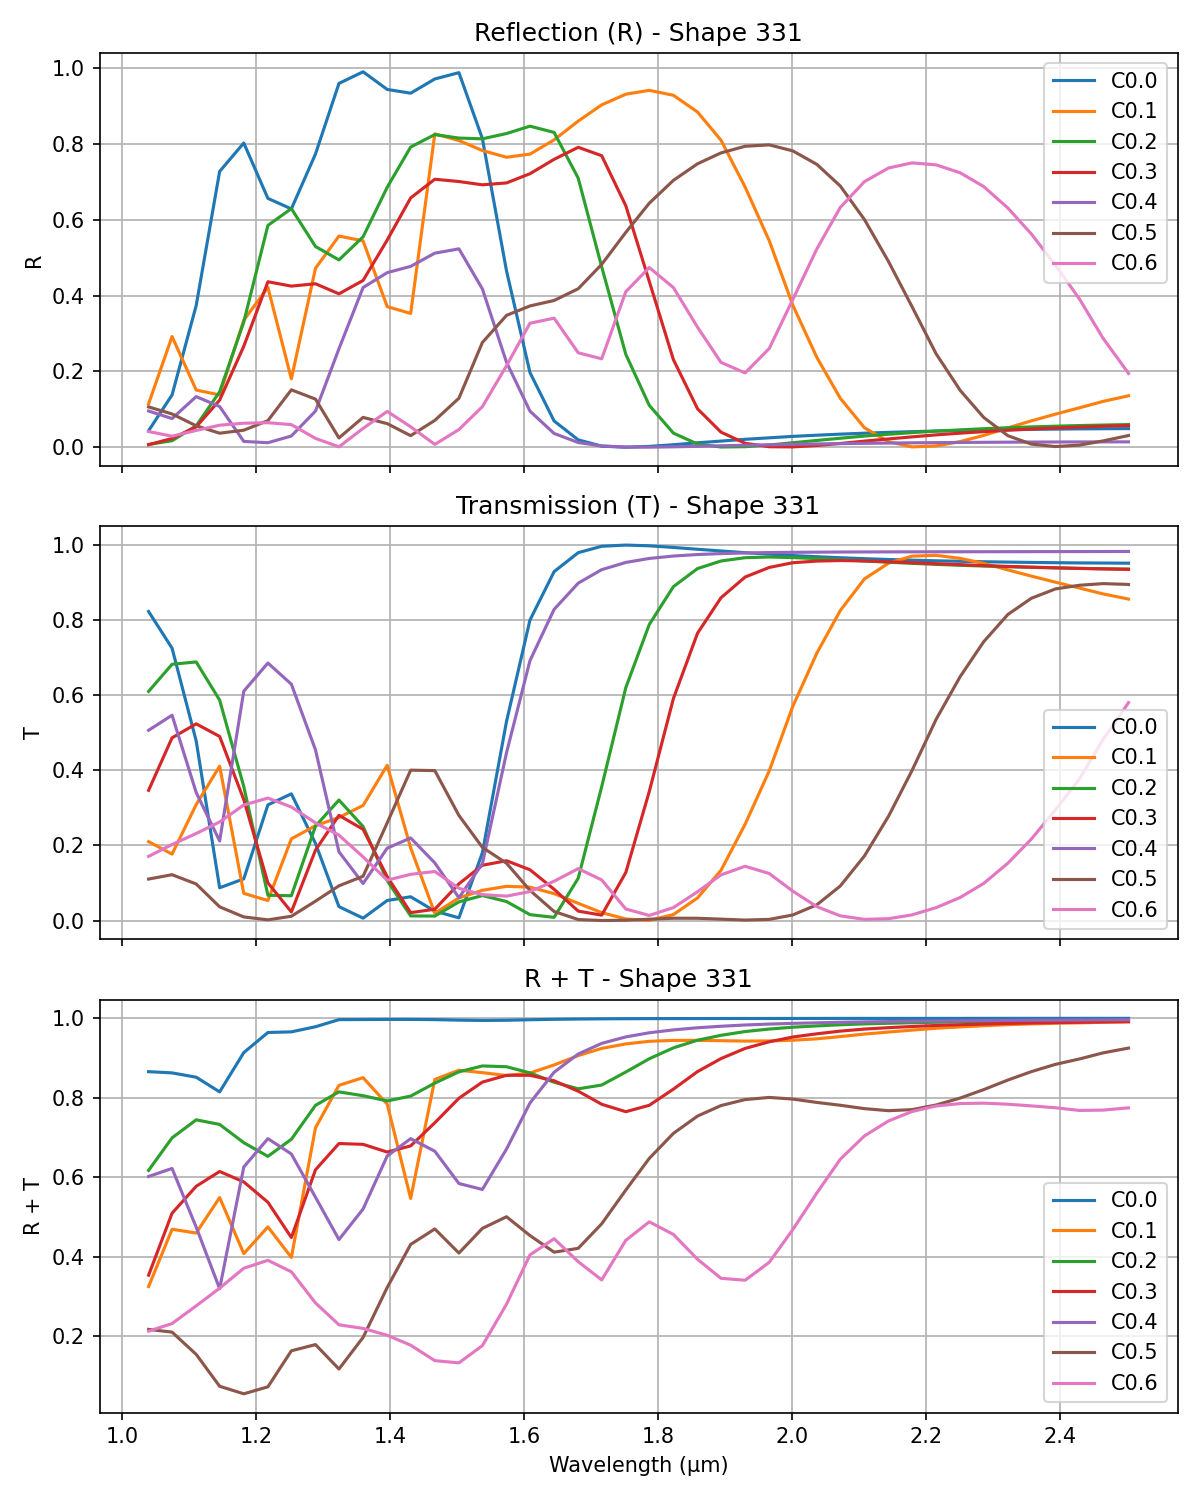 Reflection (R) - Shape 331
1.0
0.8
0.6
0.4
0.2
0.0
R
C0.0
C0.1
C0.2
C0.3
C0.4
C0.5
C0.6
Transmission (T) - Shape 331
1.0
0.8
0.6
0.4
0.2
0.0
T
C0.0
C0.1
C0.2
C0.3
C0.4
C0.5
C0.6
R + T - Shape 331
1.0
0.8
0.6
0.4
0.2
R + T
C0.0
C0.1
C0.2
C0.3
C0.4
C0.5
C0.6
1.0 1.2 1.4 1.6 1.8 2.0 2.2 2.4
Wavelength (μm)